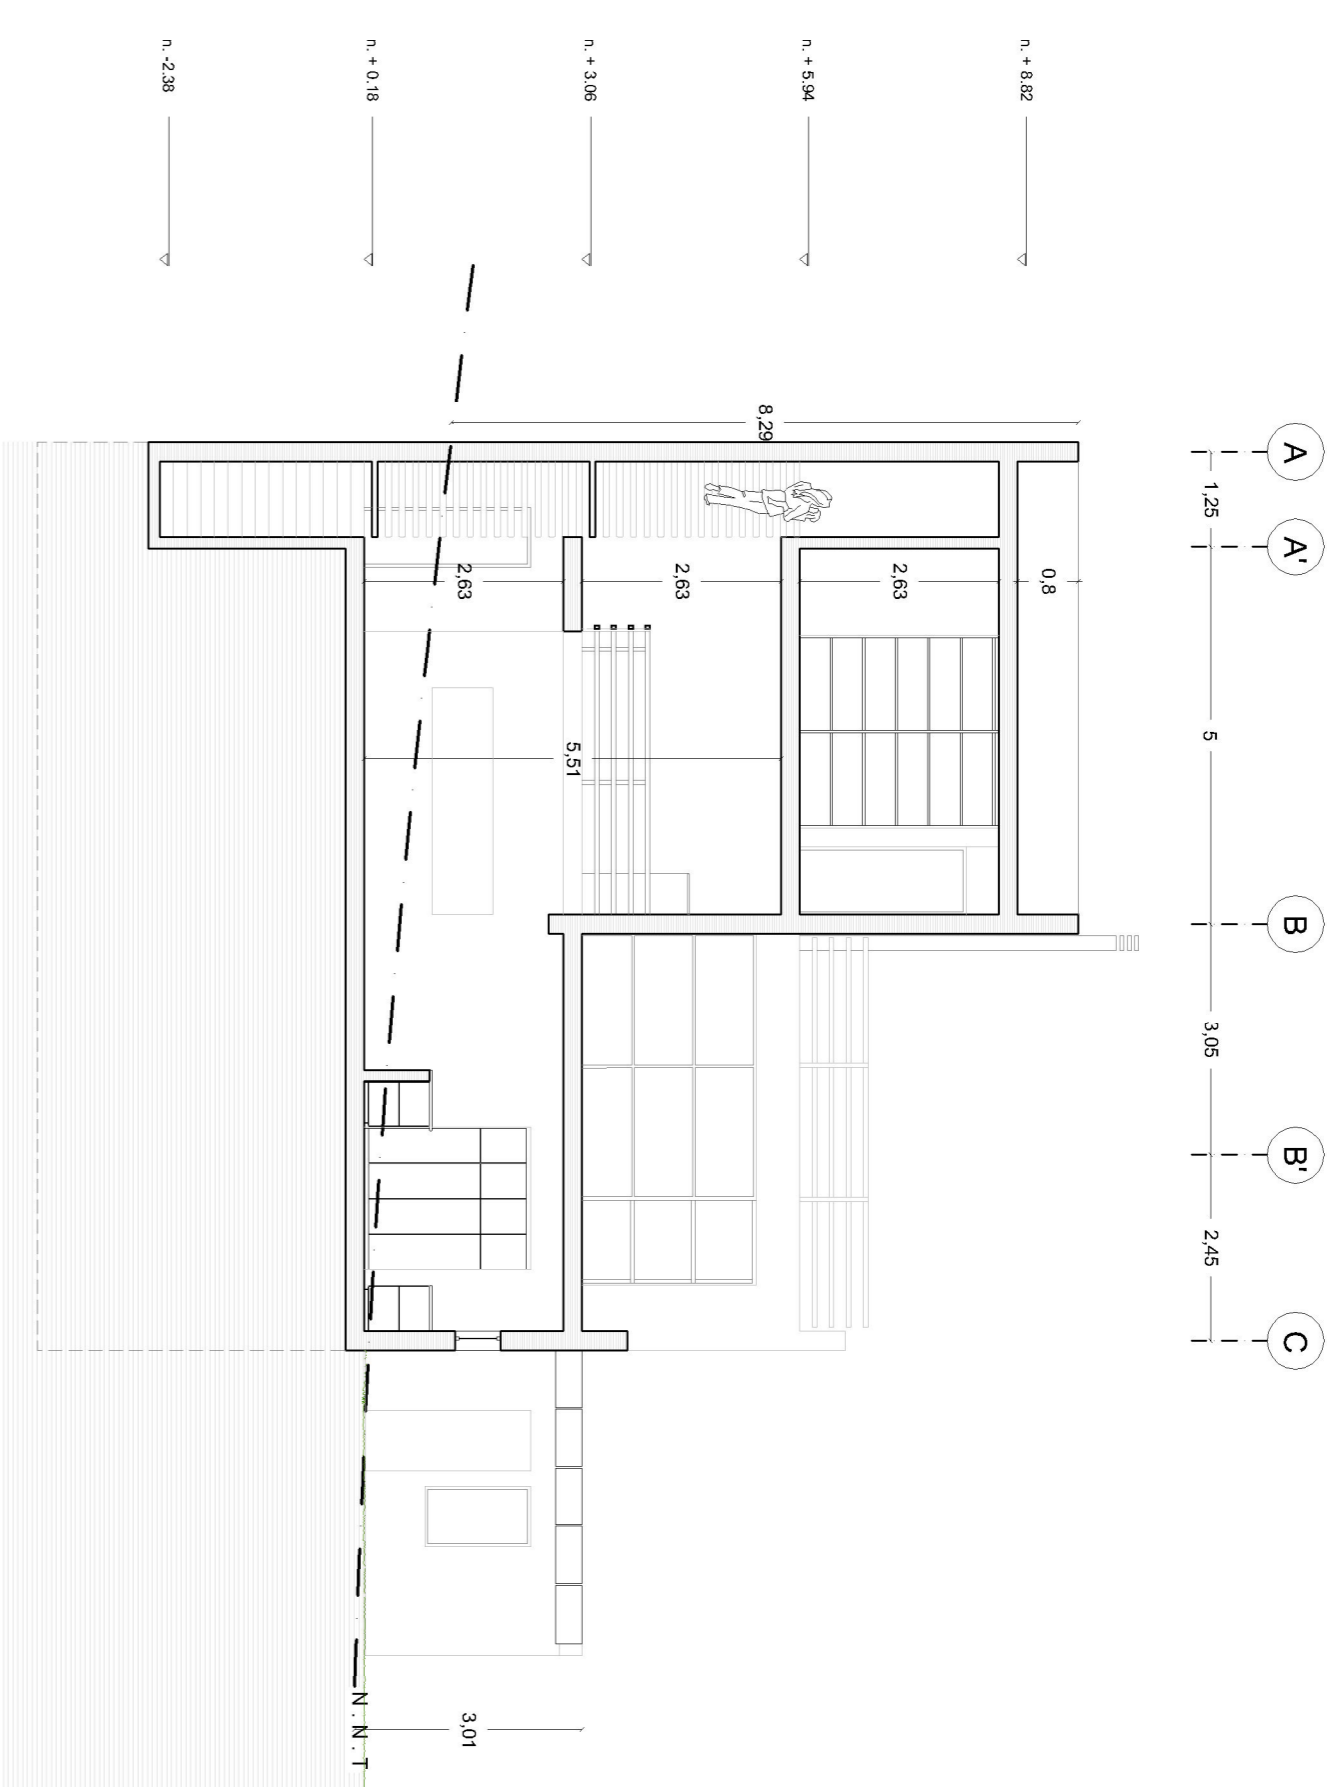 A
A'
B
B'
C
1,25
5
3,05
2,45
n. + 8.82
n. + 5.94
n. + 3.06
n. + 0.18
n. -2.38
8,29
0,8
2,63
2,63
2,63
5,51
3,01
N . N . T